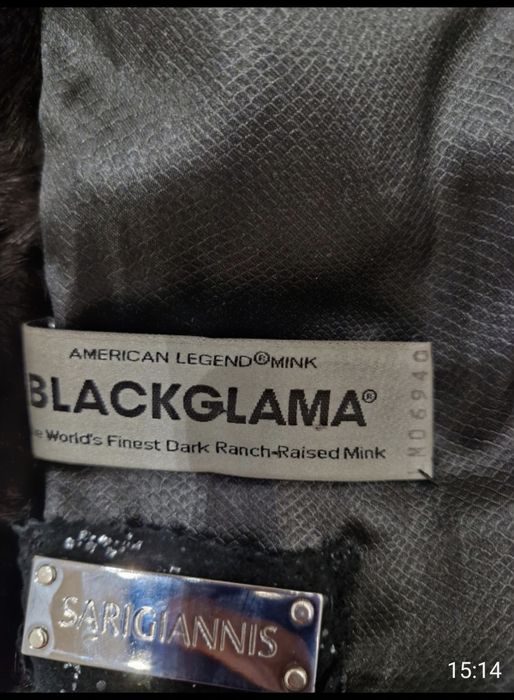 AMERICAN LEGEND®MINK
BLACKGLAMA®
World's Finest Dark Ranch-Raised Mink
SARIGIANNIS
15:14